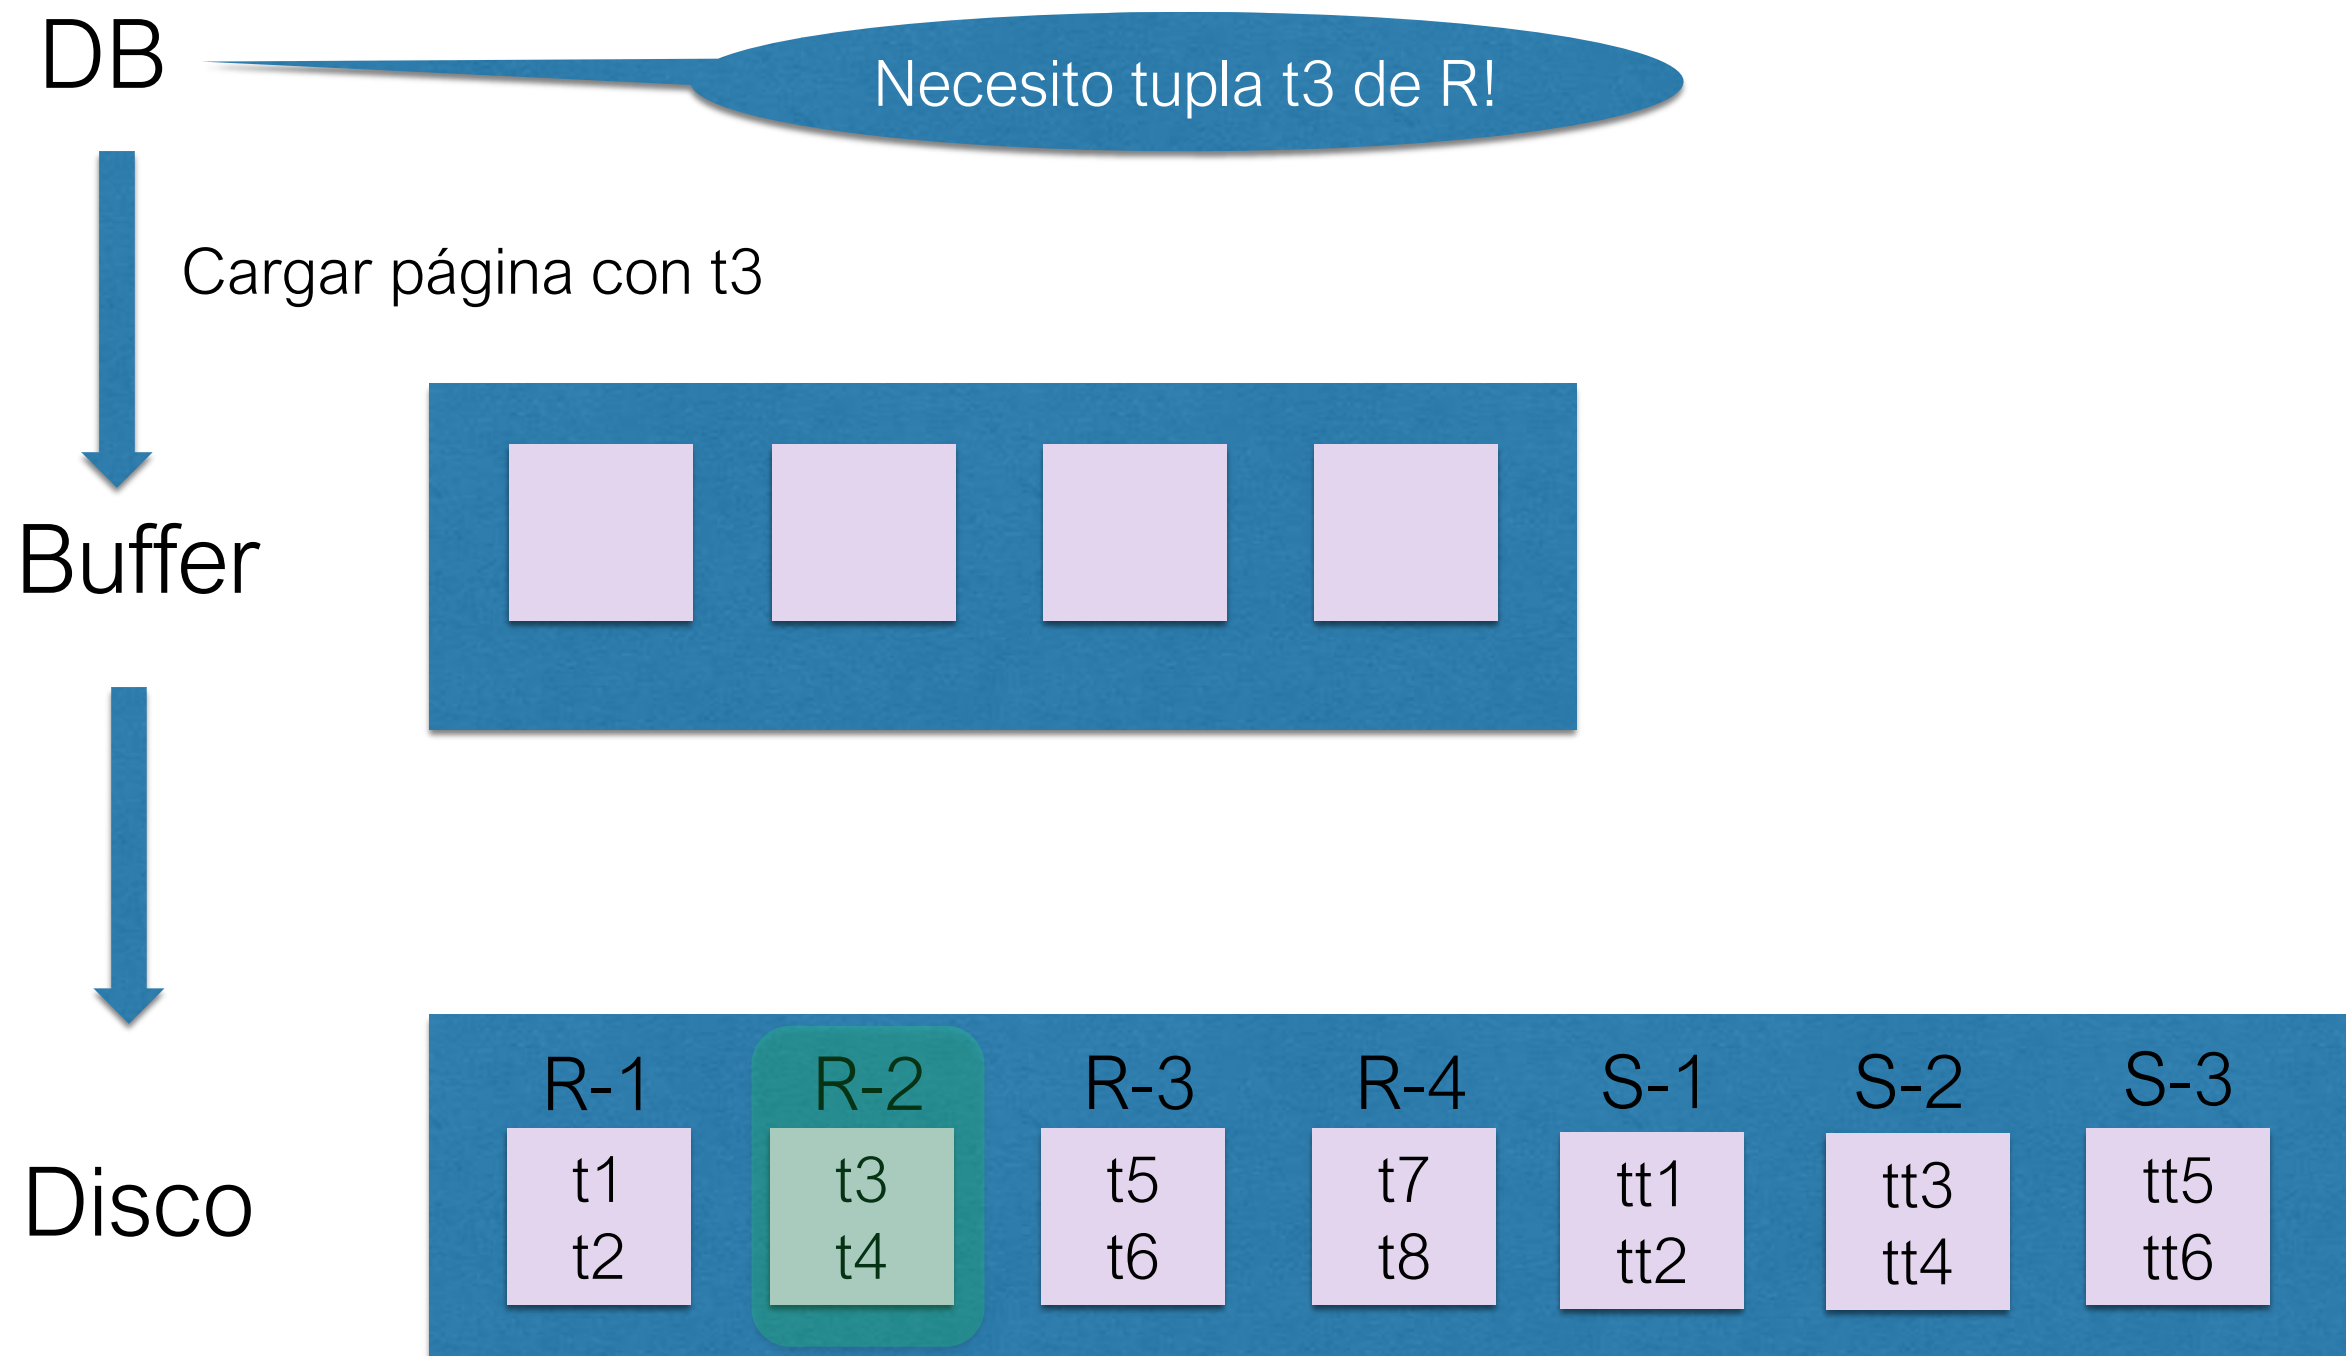 DB
Necesito tupla t3 de R!
Cargar página con t3
Buffer
Disco
R-1
t1
t2
R-2
t3
t4
R-3
t5
t6
R-4
t7
t8
S-1
tt1
tt2
S-2
tt3
tt4
S-3
tt5
tt6